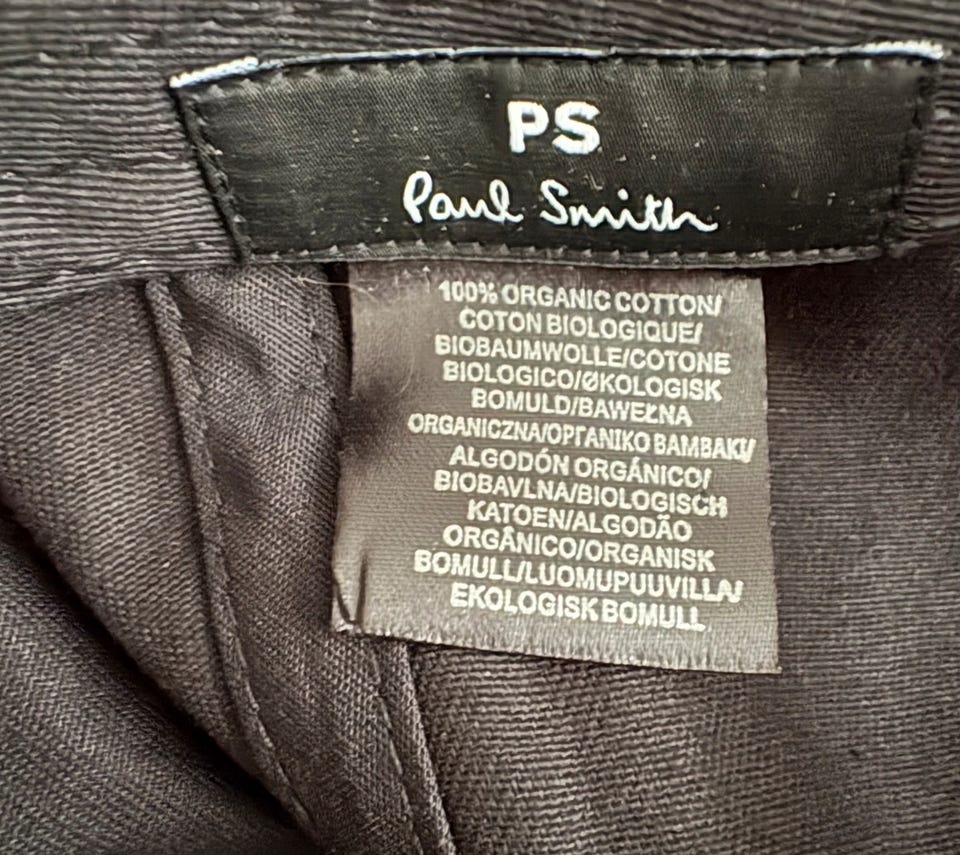 PS
Paul Smith
100% ORGANIC COTTON/
COTON BIOLOGIQUE/
BIOBAUMWOLLE/COTONE
BIOLOGICO/ØKOLOGISK
BOMULD/BAWEŁNA
ORGANICZNA/ΟΡΓΑΝΙΚΟ ΒΑΜΒΑΚΙ/
ALGODÓN ORGÁNICO/
BIOBAVLNA/BIOLOGISCH
KATOEN/ALGODÃO
ORGÂNICO/ORGANISK
BOMULL/LUOMUPUUVILLA/
EKOLOGISK BOMULL